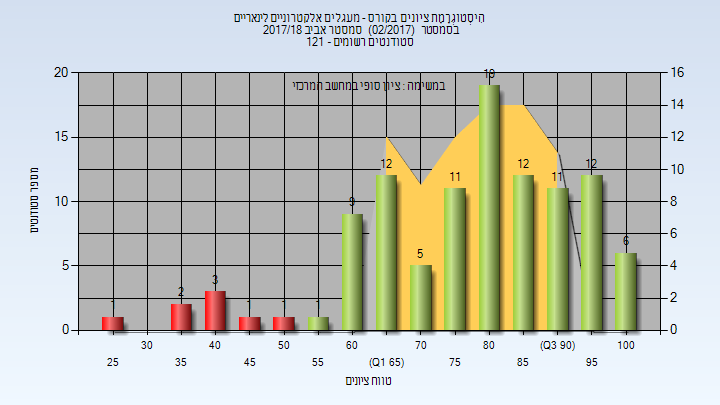 היסטוגרמת ציונים בקורס - מעגלים אלקטרוניים לינאריים
בסמסטר (02/2017) סמסטר אביב 2017/18
סטודנטים רשומים - 121
במשימה : ציון סופי במחשב המרכזי
מספר סטודנטים
20 15 10 5 0
16 14 12 10 8 6 4 2 0
1 2 3 1 1 1 9 12 5 11 19 12 11 12 6
30 40 50 60 70 80 (Q3 90) 100
25 35 45 55 (Q1 65) 75 85 95
טווח ציונים